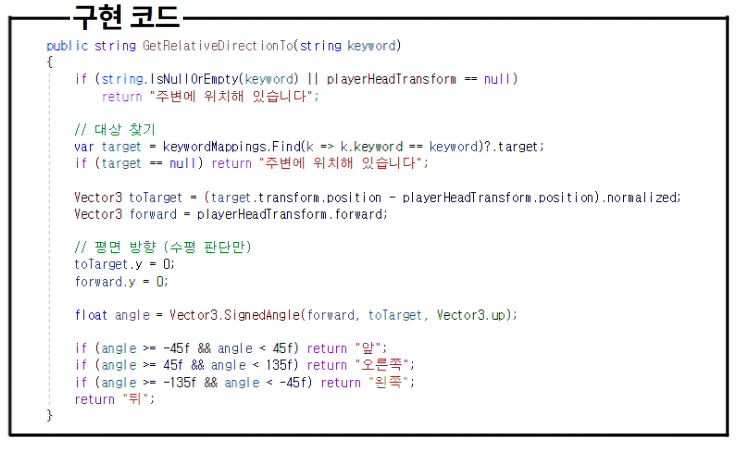 구현 코드
public string GetRelativeDirectionTo(string keyword)
{
if (string.IsNullOrEmpty(keyword) || playerHeadTransform == null)
return "주변에 위치해 있습니다";
// 대상 찾기
var target = keywordMappings.Find(k => k.keyword == keyword)?.target;
if (target == null) return "주변에 위치해 있습니다";
Vector3 toTarget = (target.transform.position - playerHeadTransform.position).normalized;
Vector3 forward = playerHeadTransform.forward;
// 평면 방향 (수평 판단만)
toTarget.y = 0;
forward.y = 0;
float angle = Vector3.SignedAngle(forward, toTarget, Vector3.up);
if (angle >= -45f && angle < 45f) return "앞";
if (angle >= 45f && angle < 135f) return "오른쪽";
if (angle >= -135f && angle < -45f) return "왼쪽";
return "뒤";
}